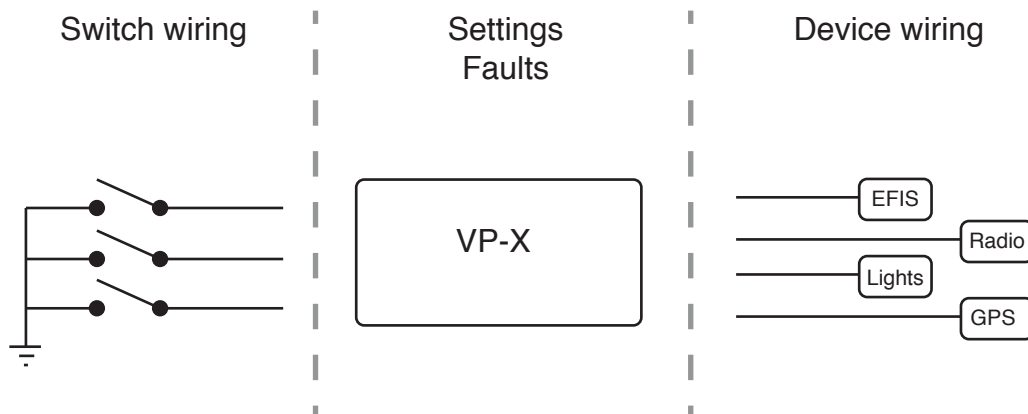 Switch wiring
Settings
Faults
Device wiring
VP-X
EFIS
Radio
Lights
GPS